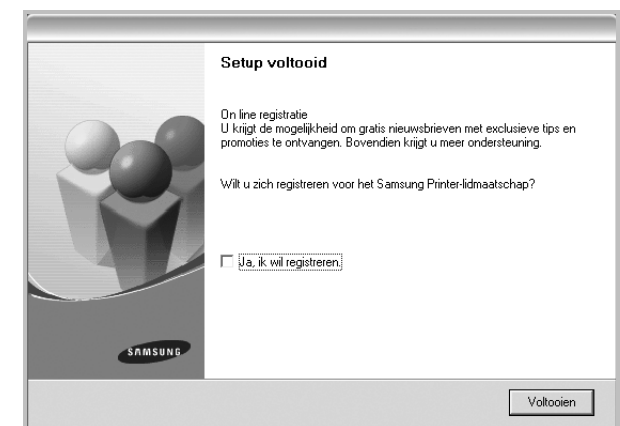 Setup voltooid
On line registratie
U krijgt de mogelijkheid om gratis nieuwsbrieven met exclusieve tips en
promoties te ontvangen. Bovendien krijgt u meer ondersteuning.
Wilt u zich registreren voor het Samsung Printer-lidmaatschap?
Ja, ik wil registreren.
SAMSUNG
Voltooien